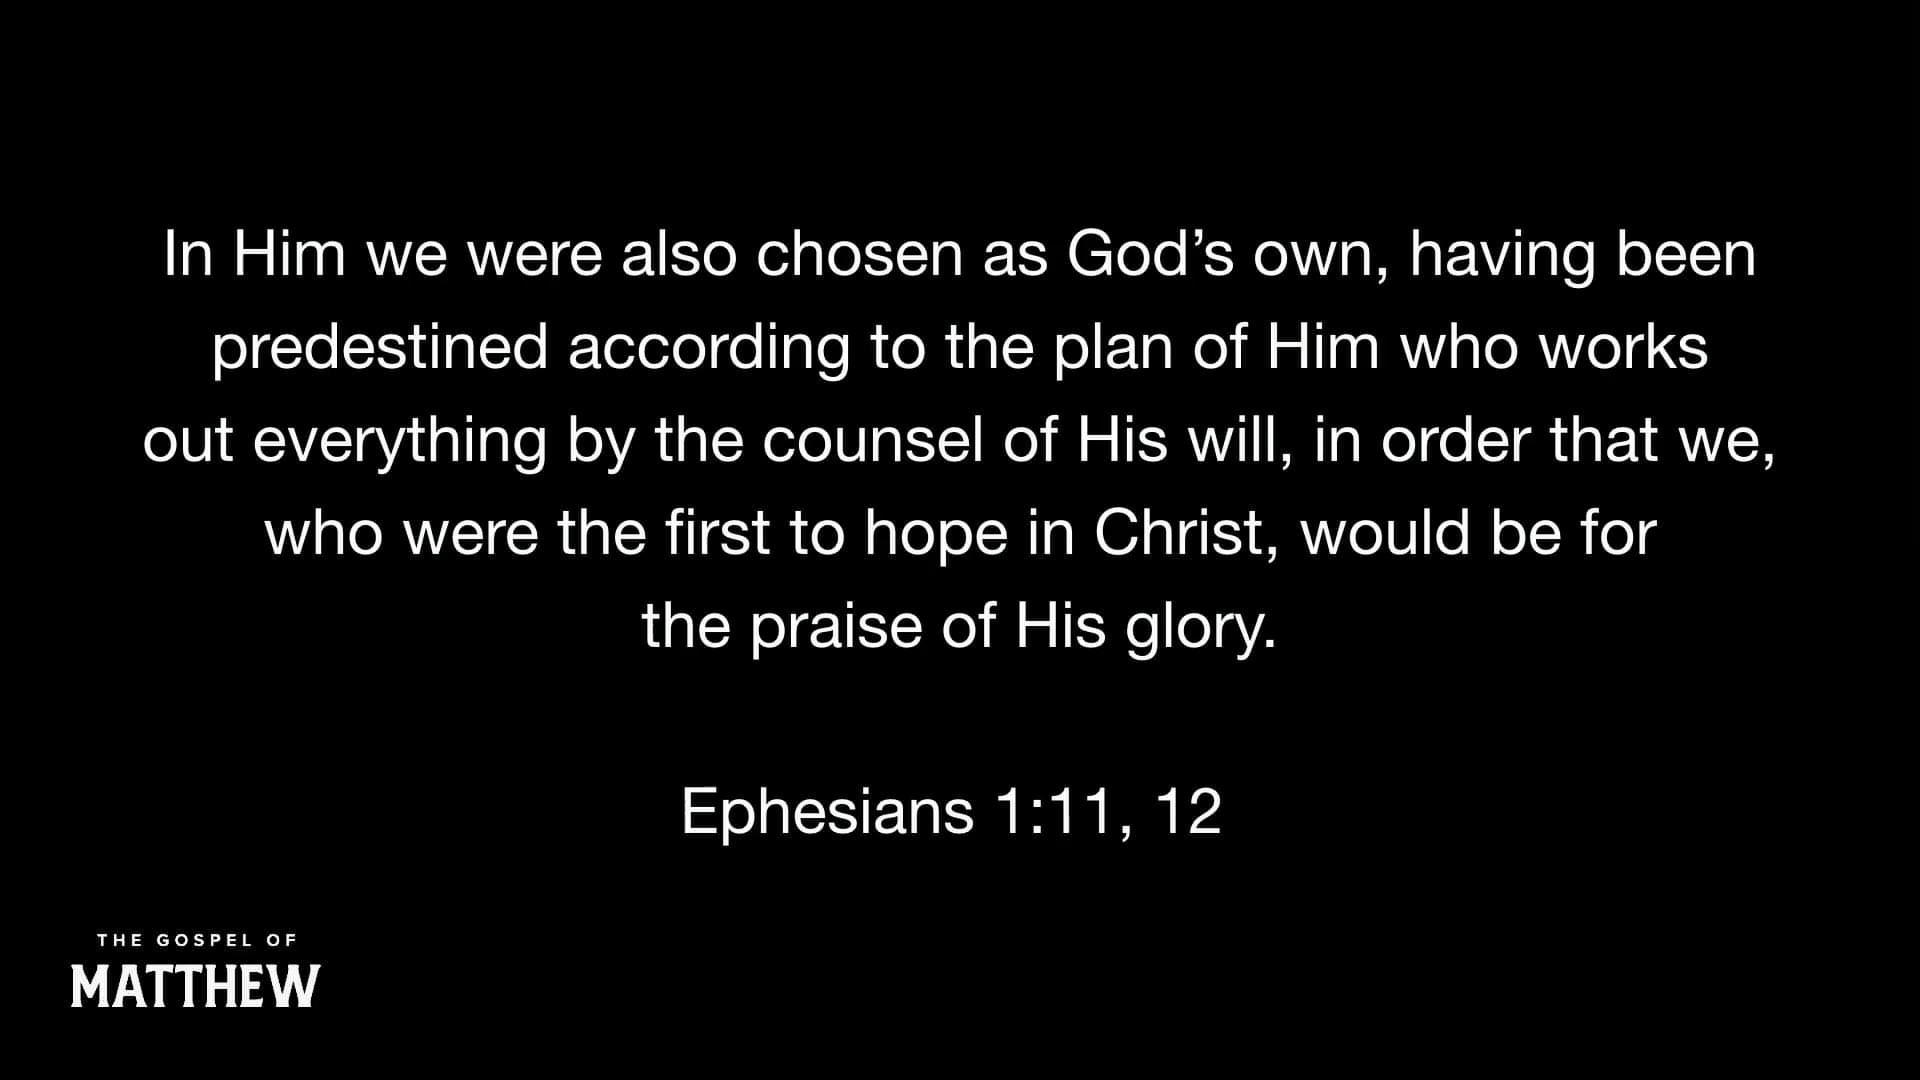 In Him we were also chosen as God’s own, having been
predestined according to the plan of Him who works
out everything by the counsel of His will, in order that we,
who were the first to hope in Christ, would be for
the praise of His glory.
Ephesians 1:11, 12
THE GOSPEL OF
MATTHEW